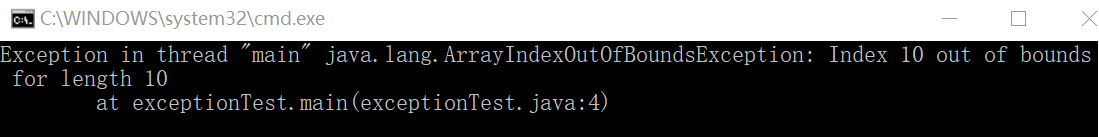 C:\WINDOWS\system32\cmd.exe
Exception in thread "main" java.lang.ArrayIndexOutOfBoundsException: Index 10 out of bounds
for length 10
at exceptionTest.main(exceptionTest.java:4)